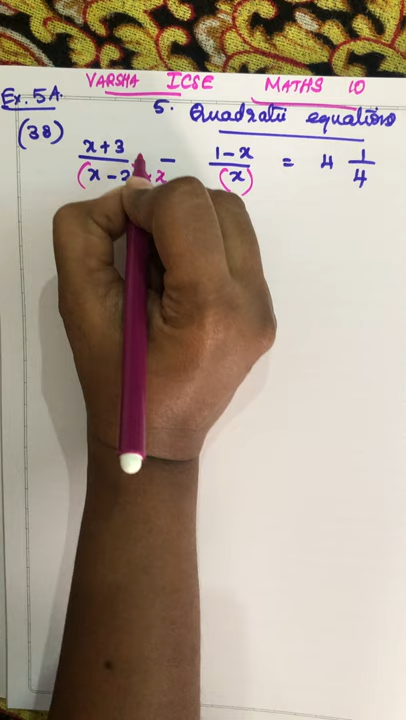 VARSHA ICSE MATHS 10
Ex. 5A 5. Quadratic equations
(38) x+3 / (x-2) × x - 1-x / (x) = 4 1/4